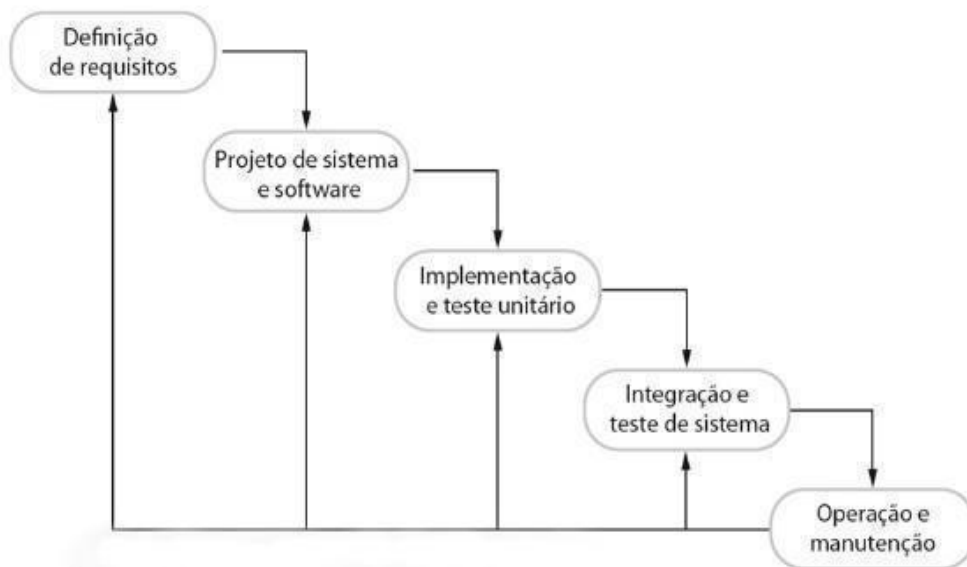 Definição
de requisitos
Projeto de sistema
e software
Implementação
e teste unitário
Integração e
teste de sistema
Operação e
manutenção